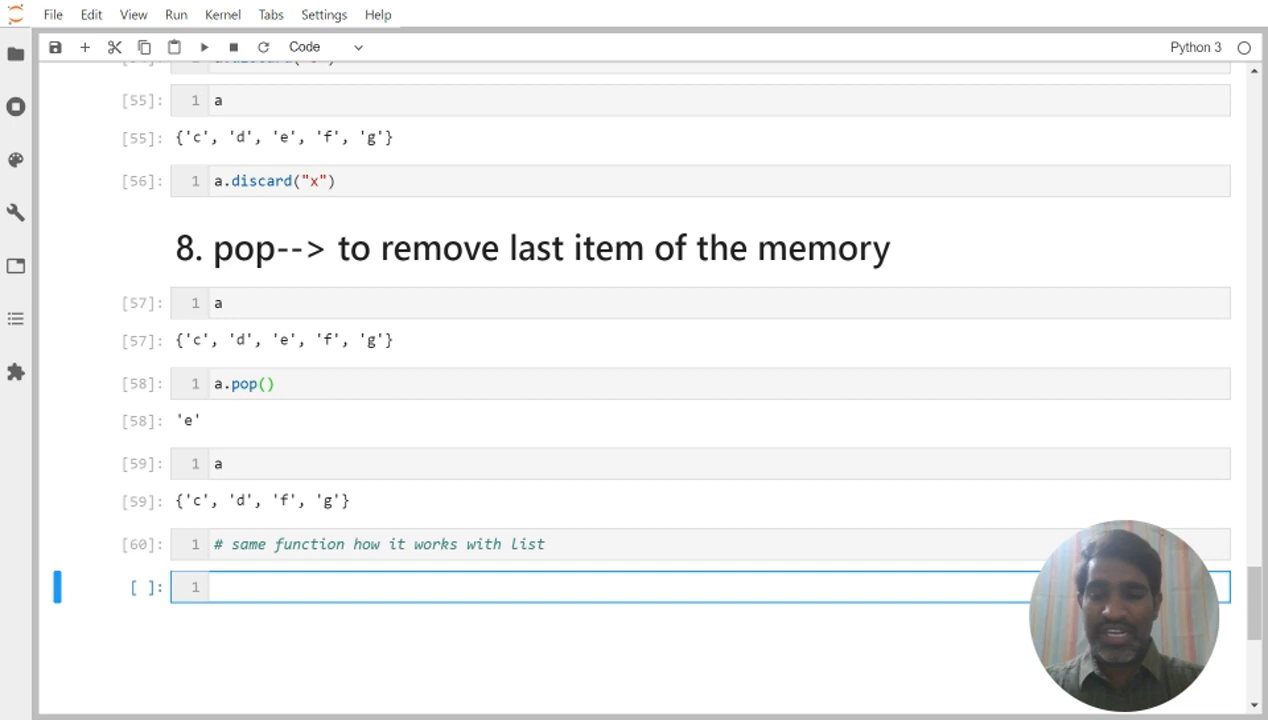 File Edit View Run Kernel Tabs Settings Help
Code Python 3
[55]: 1 a
[55]: {'c', 'd', 'e', 'f', 'g'}
[56]: 1 a.discard("x")
8. pop--> to remove last item of the memory
[57]: 1 a
[57]: {'c', 'd', 'e', 'f', 'g'}
[58]: 1 a.pop()
[58]: 'e'
[59]: 1 a
[59]: {'c', 'd', 'f', 'g'}
[60]: 1 # same function how it works with list
[ ]: 1